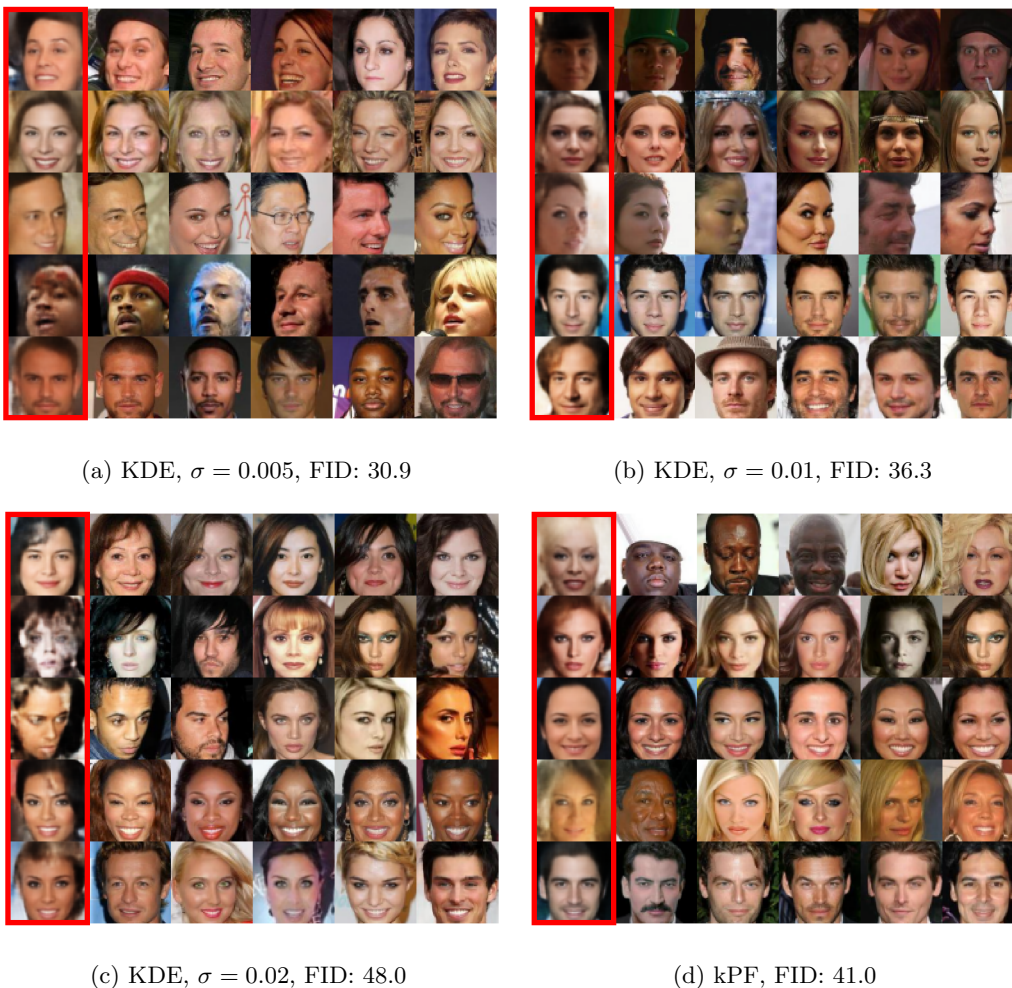 (a) KDE, σ = 0.005, FID: 30.9
(b) KDE, σ = 0.01, FID: 36.3
(c) KDE, σ = 0.02, FID: 48.0
(d) kPF, FID: 41.0